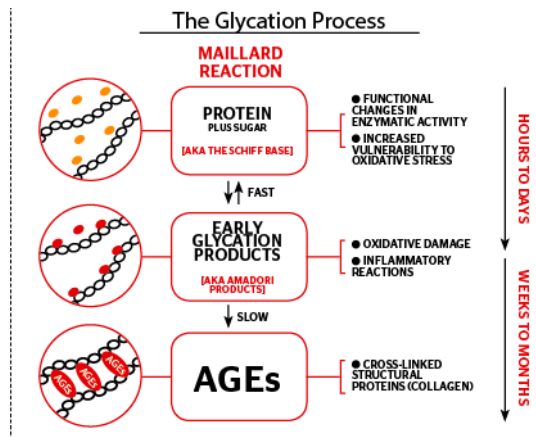 The Glycation Process
MAILLARD
REACTION
PROTEIN
PLUS SUGAR
[AKA THE SCHIFF BASE]
● FUNCTIONAL
CHANGES IN
ENZYMATIC ACTIVITY
● INCREASED
VULNERABILITY TO
OXIDATIVE STRESS
HOURS TO DAYS
FAST
EARLY
GLYCATION
PRODUCTS
[AKA AMADORI
PRODUCTS]
● OXIDATIVE DAMAGE
● INFLAMMATORY
REACTIONS
SLOW
WEEKS TO MONTHS
AGEs
AGEs
AGEs
AGEs
● CROSS-LINKED
STRUCTURAL
PROTEINS (COLLAGEN)